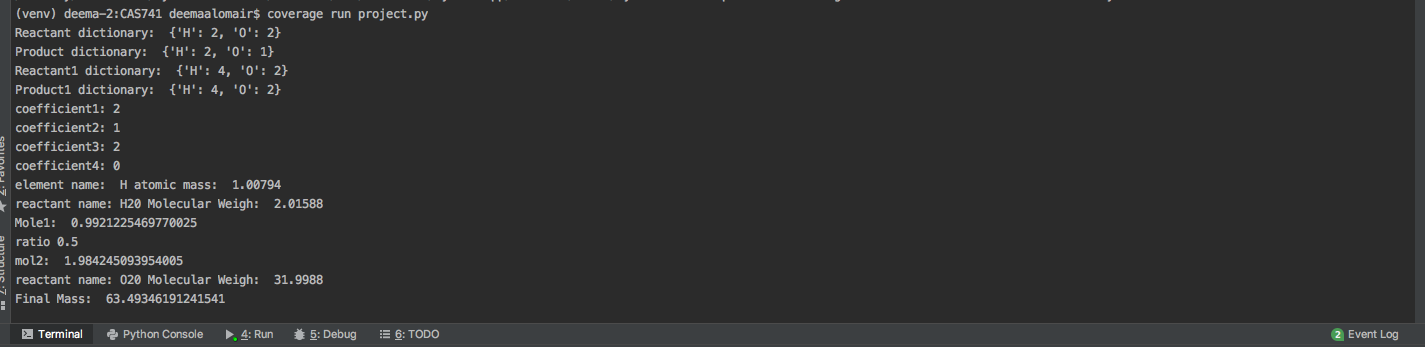 (venv) deema-2:CAS741 deemaalomair$ coverage run project.py
Reactant dictionary:  {'H': 2, 'O': 2}
Product dictionary:  {'H': 2, 'O': 1}
Reactant1 dictionary:  {'H': 4, 'O': 2}
Product1 dictionary:  {'H': 4, 'O': 2}
coefficient1: 2
coefficient2: 1
coefficient3: 2
coefficient4: 0
element name:  H atomic mass:  1.00794
reactant name: H20 Molecular Weigh:  2.01588
Mole1:  0.9921225469770025
ratio 0.5
mol2:  1.984245093954005
reactant name: O20 Molecular Weigh:  31.9988
Final Mass:  63.49346191241541
2: Favorites
Z: Structure
Terminal Python Console 4: Run 5: Debug 6: TODO 2 Event Log